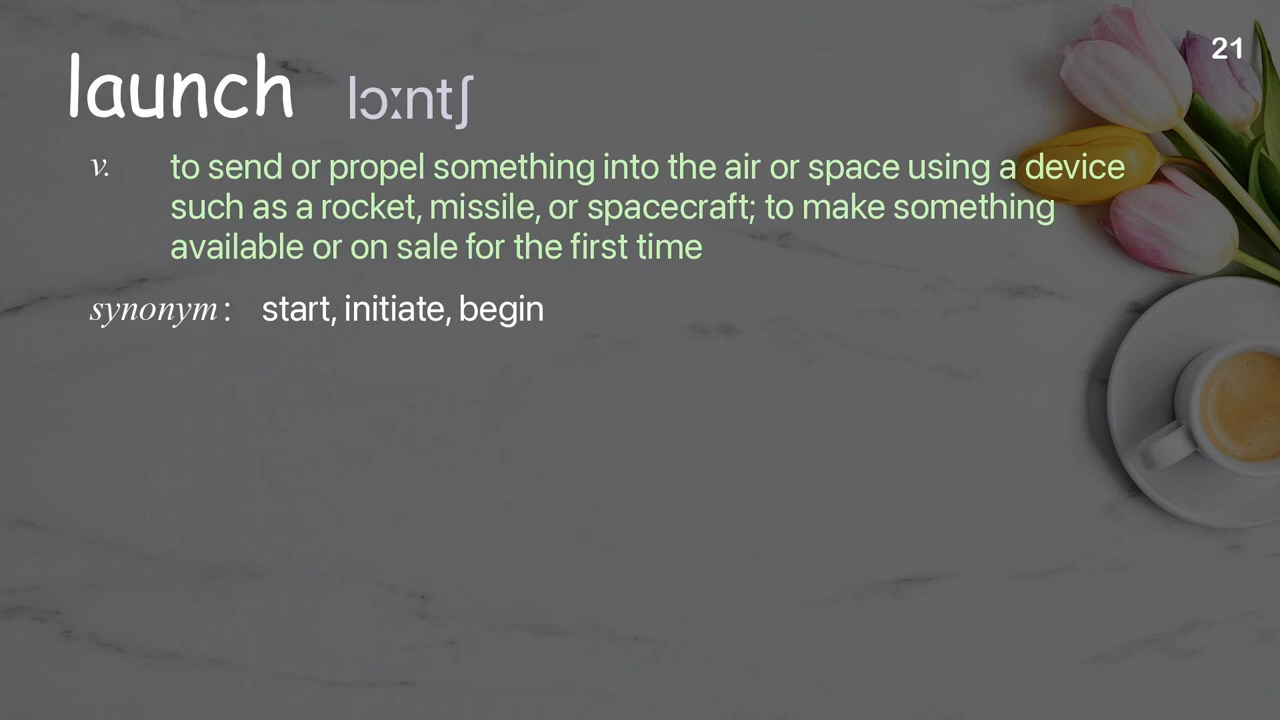 21
launch lɔːntʃ
v. to send or propel something into the air or space using a device
such as a rocket, missile, or spacecraft; to make something
available or on sale for the first time
synonym : start, initiate, begin